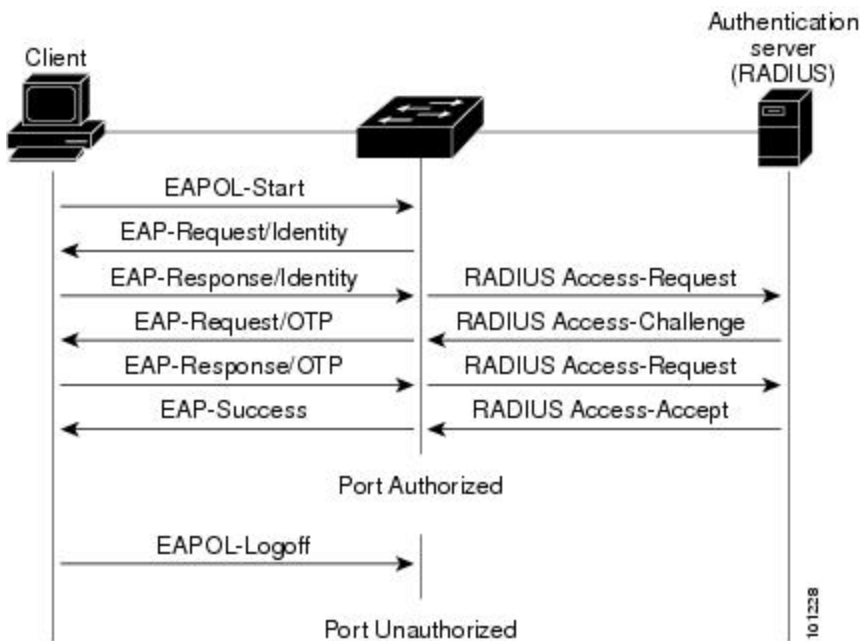 Client
Authentication
server
(RADIUS)
EAPOL-Start
EAP-Request/Identity
EAP-Response/Identity
RADIUS Access-Request
EAP-Request/OTP
RADIUS Access-Challenge
EAP-Response/OTP
RADIUS Access-Request
EAP-Success
RADIUS Access-Accept
Port Authorized
EAPOL-Logoff
Port Unauthorized
101228